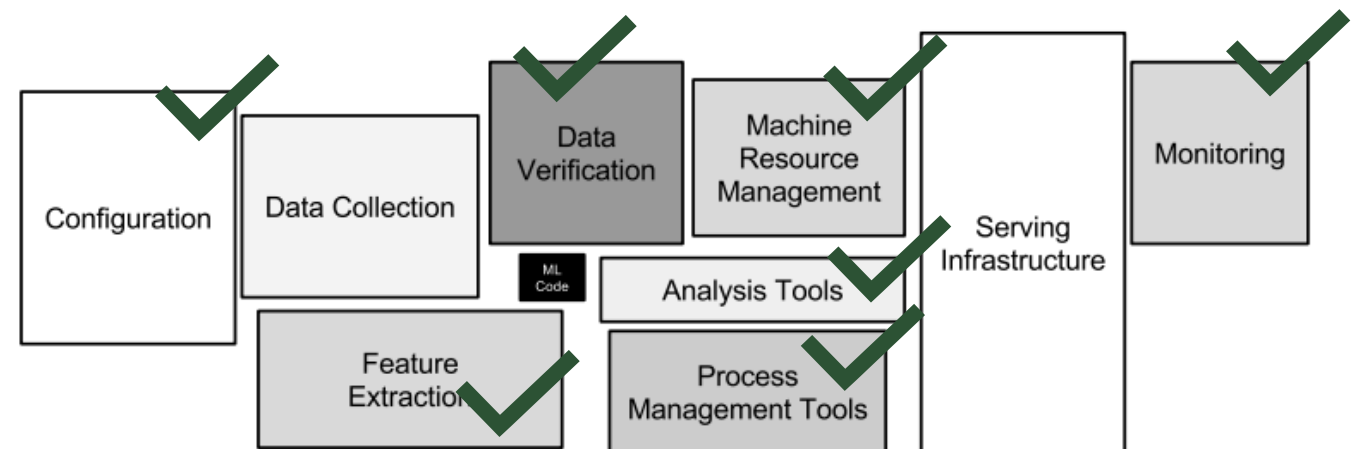 Configuration
Data Collection
Data
Verification
Machine
Resource
Management
Serving
Infrastructure
Monitoring
ML
Code
Analysis Tools
Feature
Extraction
Process
Management Tools